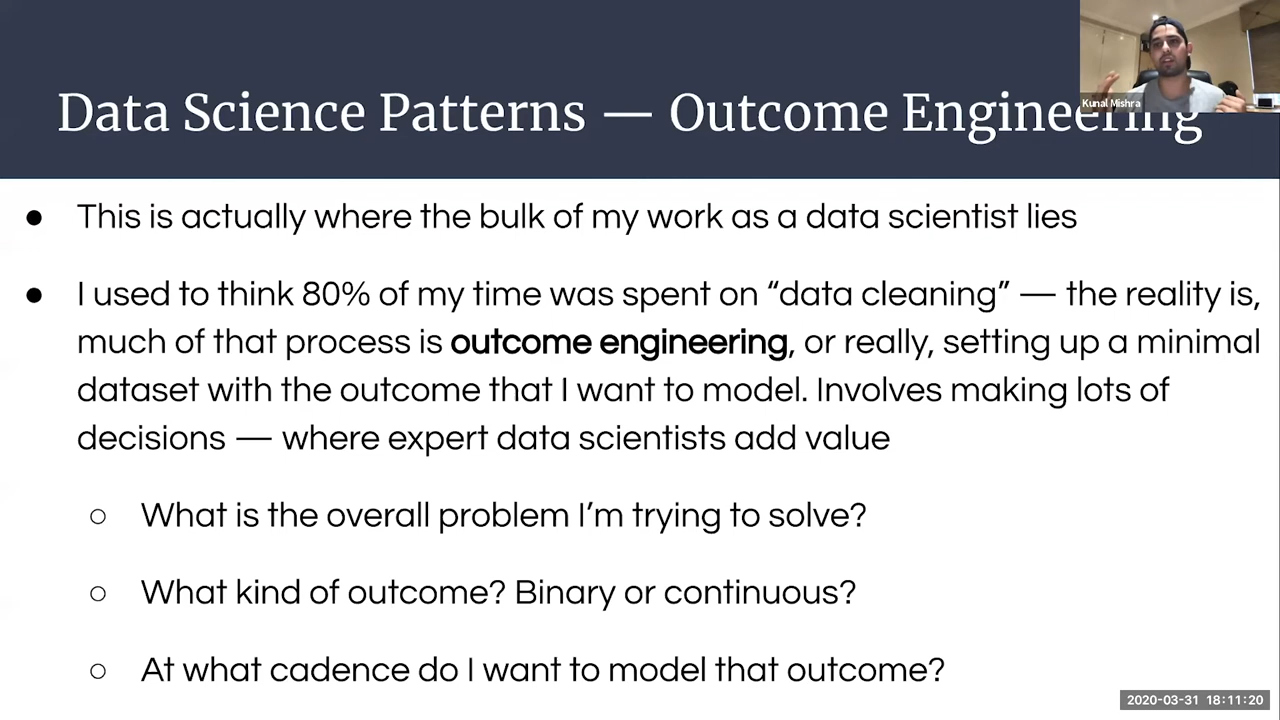 Data Science Patterns — Outcome Engineering
Kunal Mishra
● This is actually where the bulk of my work as a data scientist lies
● I used to think 80% of my time was spent on “data cleaning” — the reality is,
much of that process is outcome engineering, or really, setting up a minimal
dataset with the outcome that I want to model. Involves making lots of
decisions — where expert data scientists add value
○ What is the overall problem I’m trying to solve?
○ What kind of outcome? Binary or continuous?
○ At what cadence do I want to model that outcome?
2020-03-31 18:11:20